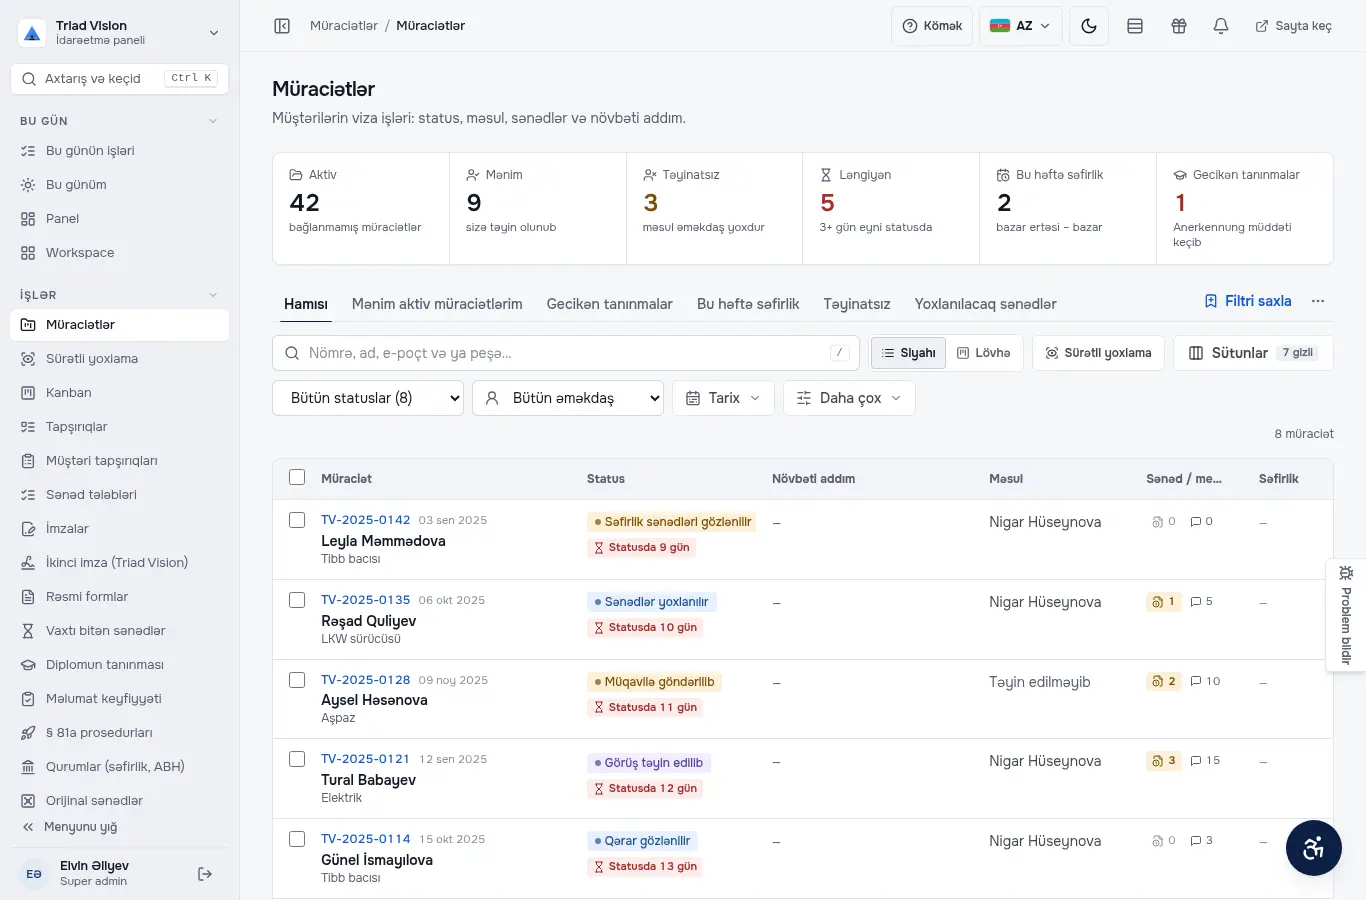 Triad Vision
İdarəetmə paneli
Axtarış və keçid
Ctrl K
BU GÜN
Bu günün işləri
Bu günüm
Panel
Workspace
İŞLƏR
Müraciətlər
Sürətli yoxlama
Kanban
Tapşırıqlar
Müştəri tapşırıqları
Sənəd tələbləri
İmzalar
İkinci imza (Triad Vision)
Rəsmi formlar
Vaxtı bitən sənədlər
Diplomun tanınması
Məlumat keyfiyyəti
§ 81a prosedurları
Qurumlar (səfirlik, ABH)
Orijinal sənədlər
Menyunu yığ
EƏ
Elvin Əliyev
Super admin
Müraciətlər / Müraciətlər
Kömək
AZ
Sayta keç
Müraciətlər
Müştərilərin viza işləri: status, məsul, sənədlər və növbəti addım.
Aktiv
42
bağlanmamış müraciətlər
Mənim
9
sizə təyin olunub
Təyinatsız
3
məsul əməkdaş yoxdur
Ləngiyən
5
3+ gün eyni statusda
Bu həftə səfirlik
2
bazar ertəsi – bazar
Gecikən tanınmalar
1
Anerkennung müddəti
keçib
Hamısı
Mənim aktiv müraciətlərim
Gecikən tanınmalar
Bu həftə səfirlik
Təyinatsız
Yoxlanılacaq sənədlər
Filtri saxla
Nömrə, ad, e-poçt və ya peşə...
/
Siyahı
Lövhə
Sürətli yoxlama
Sütunlar
7 gizli
Bütün statuslar (8)
Bütün əməkdaş
Tarix
Daha çox
8 müraciət
Müraciət
Status
Növbəti addım
Məsul
Sənəd / me...
Səfirlik
TV-2025-0142 03 sen 2025
Leyla Məmmədova
Tibb bacısı
Səfirlik sənədləri gözlənilir
Statusda 9 gün
–
Nigar Hüseynova
0
0
–
TV-2025-0135 06 okt 2025
Rəşad Quliyev
LKW sürücüsü
Sənədlər yoxlanılır
Statusda 10 gün
–
Nigar Hüseynova
1
5
–
TV-2025-0128 09 noy 2025
Aysel Həsənova
Aşpaz
Müqavilə göndərilib
Statusda 11 gün
–
Təyin edilməyib
2
10
–
TV-2025-0121 12 sen 2025
Tural Babayev
Elektrik
Görüş təyin edilib
Statusda 12 gün
–
Nigar Hüseynova
3
15
–
TV-2025-0114 15 okt 2025
Günel İsmayılova
Tibb bacısı
Qərar gözlənilir
Statusda 13 gün
–
Nigar Hüseynova
0
3
–
Problem bildir